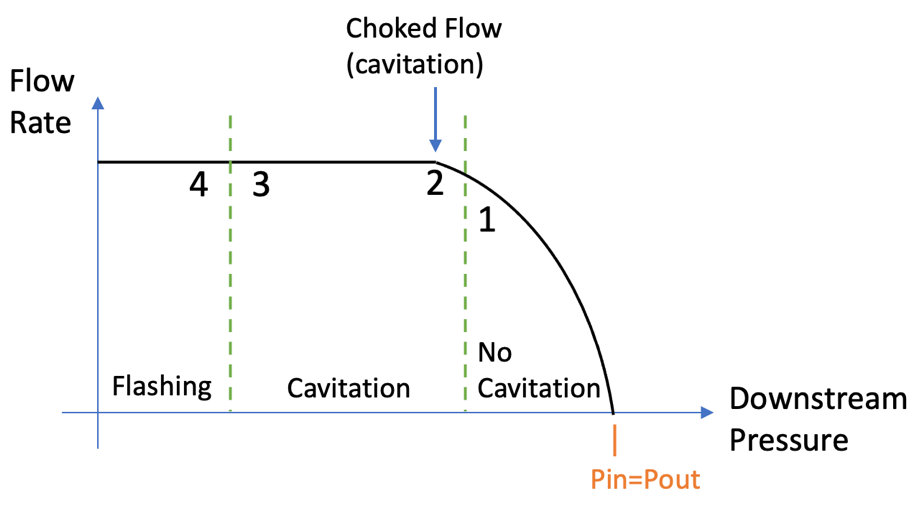 Choked Flow
(cavitation)
Flow
Rate
4
3
2
1
No
Cavitation
Flashing
Cavitation
Downstream
Pressure
Pin=Pout